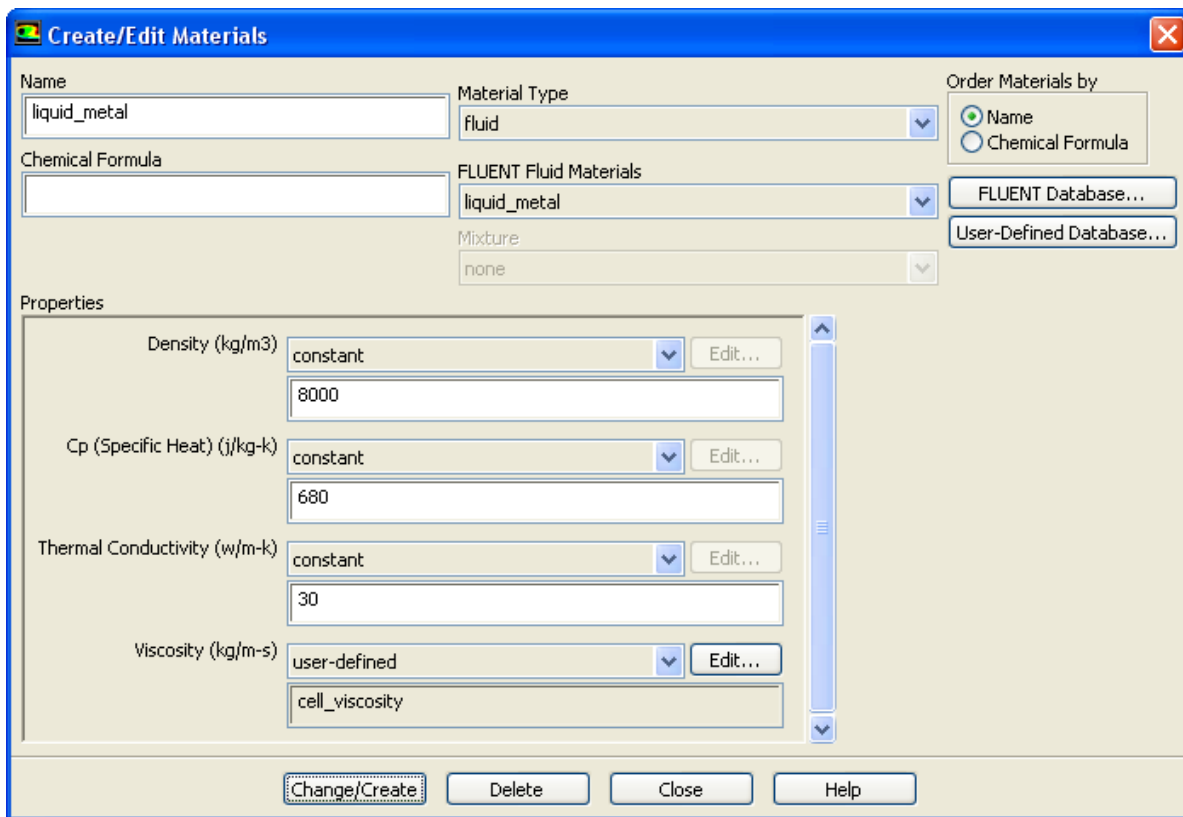 Create/Edit Materials
Name
liquid_metal
Chemical Formula
Material Type
fluid
FLUENT Fluid Materials
liquid_metal
Mixture
none
Order Materials by
Name
Chemical Formula
FLUENT Database...
User-Defined Database...
Properties
Density (kg/m3)
constant
Edit...
8000
Cp (Specific Heat) (j/kg-k)
constant
Edit...
680
Thermal Conductivity (w/m-k)
constant
Edit...
30
Viscosity (kg/m-s)
user-defined
Edit...
cell_viscosity
Change/Create
Delete
Close
Help